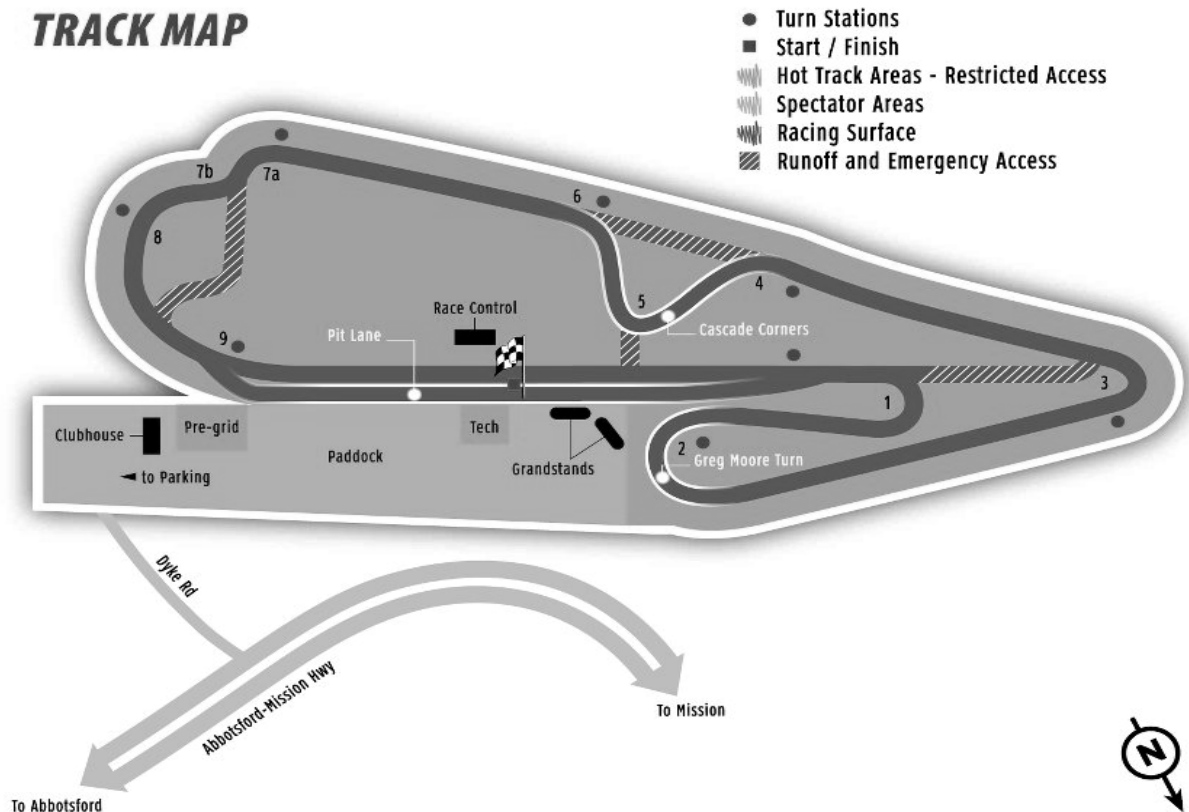 TRACK MAP
Turn Stations
Start / Finish
Hot Track Areas - Restricted Access
Spectator Areas
Racing Surface
Runoff and Emergency Access
7b
7a
6
8
5
4
Race Control
Pit Lane
Cascade Corners
9
3
1
Clubhouse
Pre-grid
Tech
2
Paddock
Grandstands
Greg Moore Turn
to Parking
Dyke Rd
Abbotsford-Mission Hwy
To Mission
To Abbotsford
N